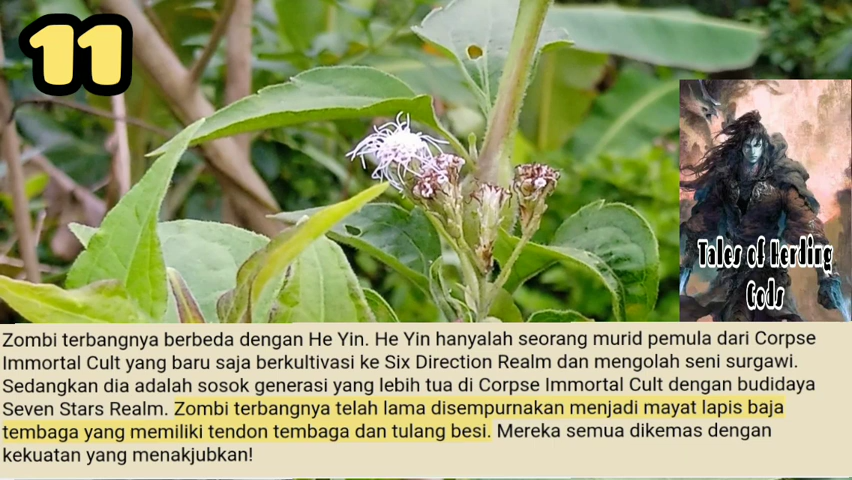 11
Tales of Herding
Gods
Zombi terbangnya berbeda dengan He Yin. He Yin hanyalah seorang murid pemula dari Corpse
Immortal Cult yang baru saja berkultivasi ke Six Direction Realm dan mengolah seni surgawi.
Sedangkan dia adalah sosok generasi yang lebih tua di Corpse Immortal Cult dengan budidaya
Seven Stars Realm. Zombi terbangnya telah lama disempurnakan menjadi mayat lapis baja
tembaga yang memiliki tendon tembaga dan tulang besi. Mereka semua dikemas dengan
kekuatan yang menakjubkan!